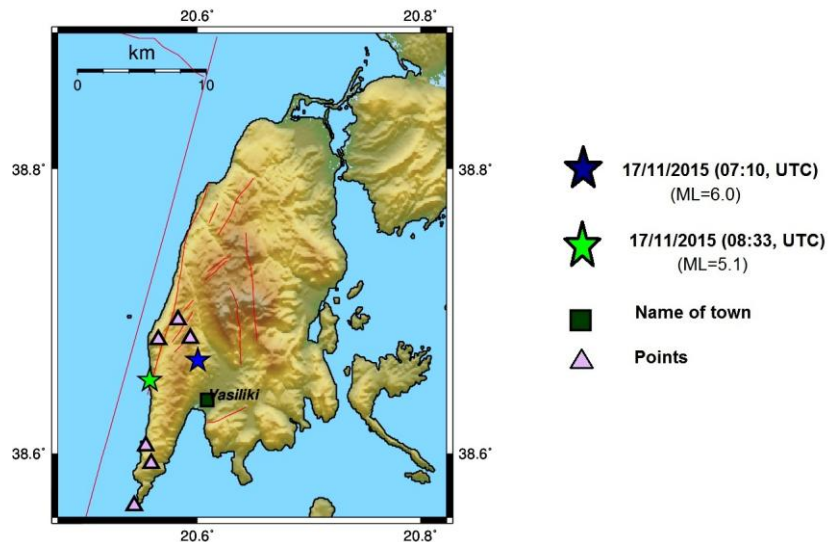 20.6° 20.8°
km
0 10
38.8° 38.8°
Vasiliki
38.6° 38.6°
20.6° 20.8°
17/11/2015 (07:10, UTC)
(ML=6.0)
17/11/2015 (08:33, UTC)
(ML=5.1)
Name of town
Points